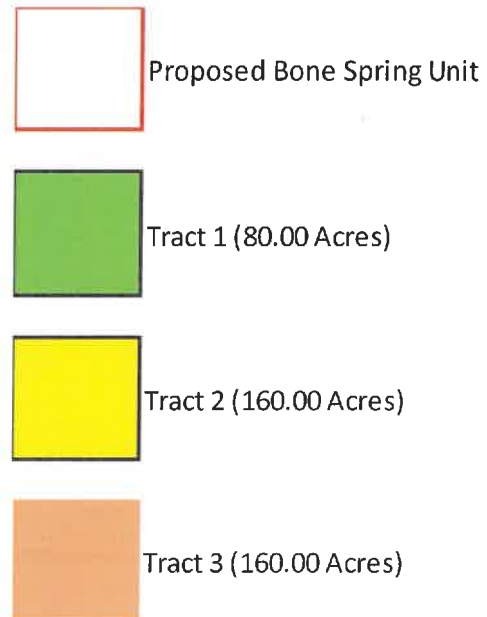 Proposed Bone Spring Unit
Tract 1 (80.00 Acres)
Tract 2 (160.00 Acres)
Tract 3 (160.00 Acres)